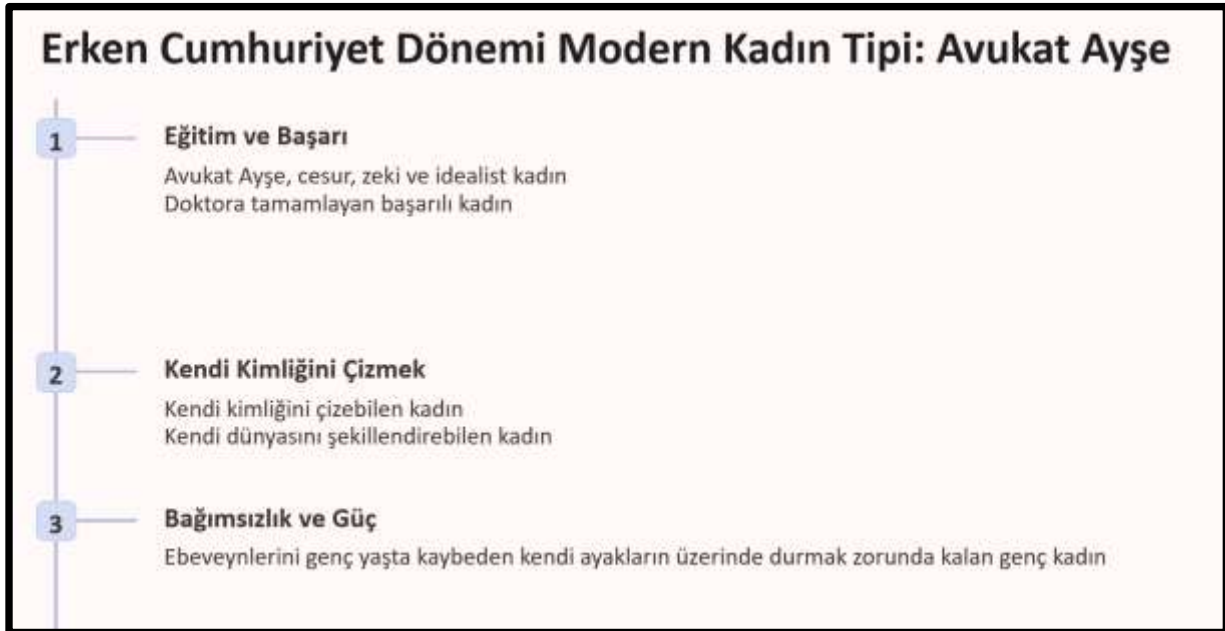 Erken Cumhuriyet Dönemi Modern Kadın Tipi: Avukat Ayşe
1
Eğitim ve Başarı
Avukat Ayşe, cesur, zeki ve idealist kadın
Doktora tamamlayan başarılı kadın
2
Kendi Kimliğini Çizmek
Kendi kimliğini çizebilen kadın
Kendi dünyasını şekillendirebilen kadın
3
Bağımsızlık ve Güç
Ebeveynlerini genç yaşta kaybeden kendi ayakların üzerinde durmak zorunda kalan genç kadın